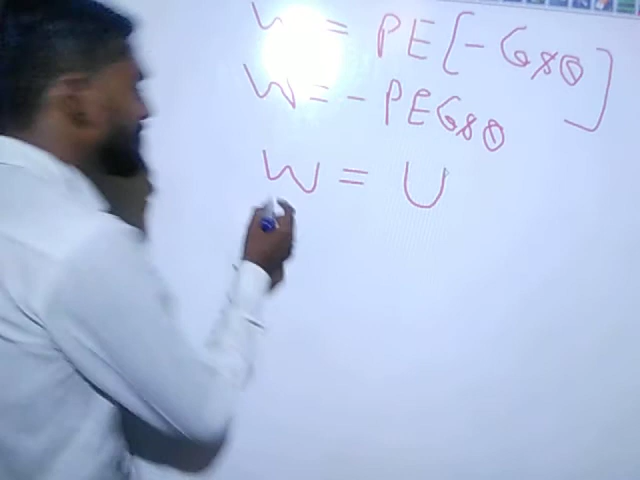 W = PE[-Cosθ]
W = -PECosθ
W = U